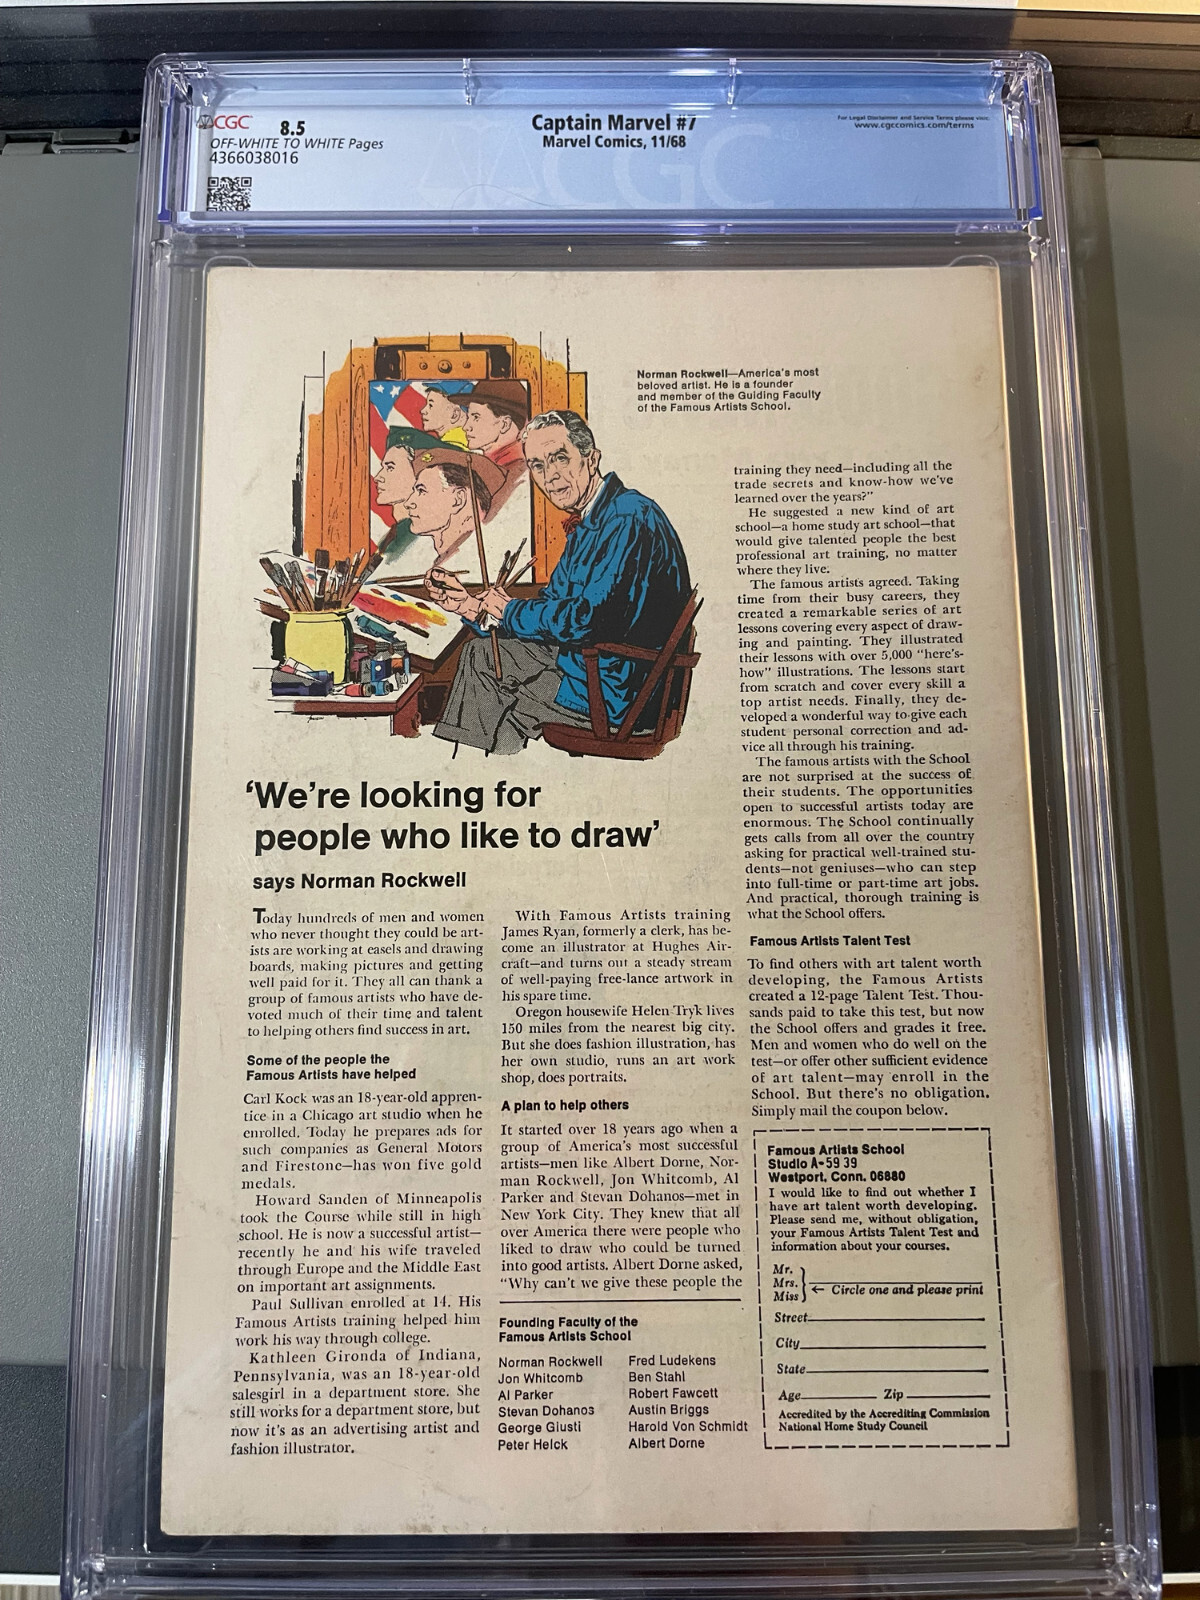 CGC 8.5
OFF-WHITE TO WHITE Pages
4366038016
Captain Marvel #7
Marvel Comics, 11/68
For Legal Disclaimer and Service Terms please visit:
www.cgccomics.com/terms
CGC
Norman Rockwell—America's most
beloved artist. He is a founder
and member of the Guiding Faculty
of the Famous Artists School.
'We're looking for
people who like to draw'
says Norman Rockwell
Today hundreds of men and women
who never thought they could be art-
ists are working at easels and drawing
boards, making pictures and getting
well paid for it. They all can thank a
group of famous artists who have de-
voted much of their time and talent
to helping others find success in art.
Some of the people the
Famous Artists have helped
Carl Kock was an 18-year-old appren-
tice in a Chicago art studio when he
enrolled. Today he prepares ads for
such companies as General Motors
and Firestone—has won five gold
medals.
Howard Sanden of Minneapolis
took the Course while still in high
school. He is now a successful artist—
recently he and his wife traveled
through Europe and the Middle East
on important art assignments.
Paul Sullivan enrolled at 14. His
Famous Artists training helped him
work his way through college.
Kathleen Gironda of Indiana,
Pennsylvania, was an 18-year-old
salesgirl in a department store. She
still works for a department store, but
now it's as an advertising artist and
fashion illustrator.
With Famous Artists training
James Ryan, formerly a clerk, has be-
come an illustrator at Hughes Air-
craft—and turns out a steady stream
of well-paying free-lance artwork in
his spare time.
Oregon housewife Helen Tryk lives
150 miles from the nearest big city.
But she does fashion illustration, has
her own studio, runs an art work
shop, does portraits.
A plan to help others
It started over 18 years ago when a
group of America's most successful
artists—men like Albert Dorne, Nor-
man Rockwell, Jon Whitcomb, Al
Parker and Stevan Dohanos—met in
New York City. They knew that all
over America there were people who
liked to draw who could be turned
into good artists. Albert Dorne asked,
"Why can't we give these people the
Founding Faculty of the
Famous Artists School
Norman Rockwell
Jon Whitcomb
Al Parker
Stevan Dohanos
George Giusti
Peter Helck
Fred Ludekens
Ben Stahl
Robert Fawcett
Austin Briggs
Harold Von Schmidt
Albert Dorne
training they need—including all the
trade secrets and know-how we've
learned over the years?"
He suggested a new kind of art
school—a home study art school—that
would give talented people the best
professional art training, no matter
where they live.
The famous artists agreed. Taking
time from their busy careers, they
created a remarkable series of art
lessons covering every aspect of draw-
ing and painting. They illustrated
their lessons with over 5,000 "here's-
how" illustrations. The lessons start
from scratch and cover every skill a
top artist needs. Finally, they de-
veloped a wonderful way to give each
student personal correction and ad-
vice all through his training.
The famous artists with the School
are not surprised at the success of
their students. The opportunities
open to successful artists today are
enormous. The School continually
gets calls from all over the country
asking for practical well-trained stu-
dents—not geniuses—who can step
into full-time or part-time art jobs.
And practical, thorough training is
what the School offers.
Famous Artists Talent Test
To find others with art talent worth
developing, the Famous Artists
created a 12-page Talent Test. Thou-
sands paid to take this test, but now
the School offers and grades it free.
Men and women who do well on the
test—or offer other sufficient evidence
of art talent—may enroll in the
School. But there's no obligation.
Simply mail the coupon below.
Famous Artists School
Studio A-5939
Westport, Conn. 06880
I would like to find out whether I
have art talent worth developing.
Please send me, without obligation,
your Famous Artists Talent Test and
information about your courses.
Mr.
Mrs.
Miss
← Circle one and please print
Street
City
State
Age Zip
Accredited by the Accrediting Commission
National Home Study Council